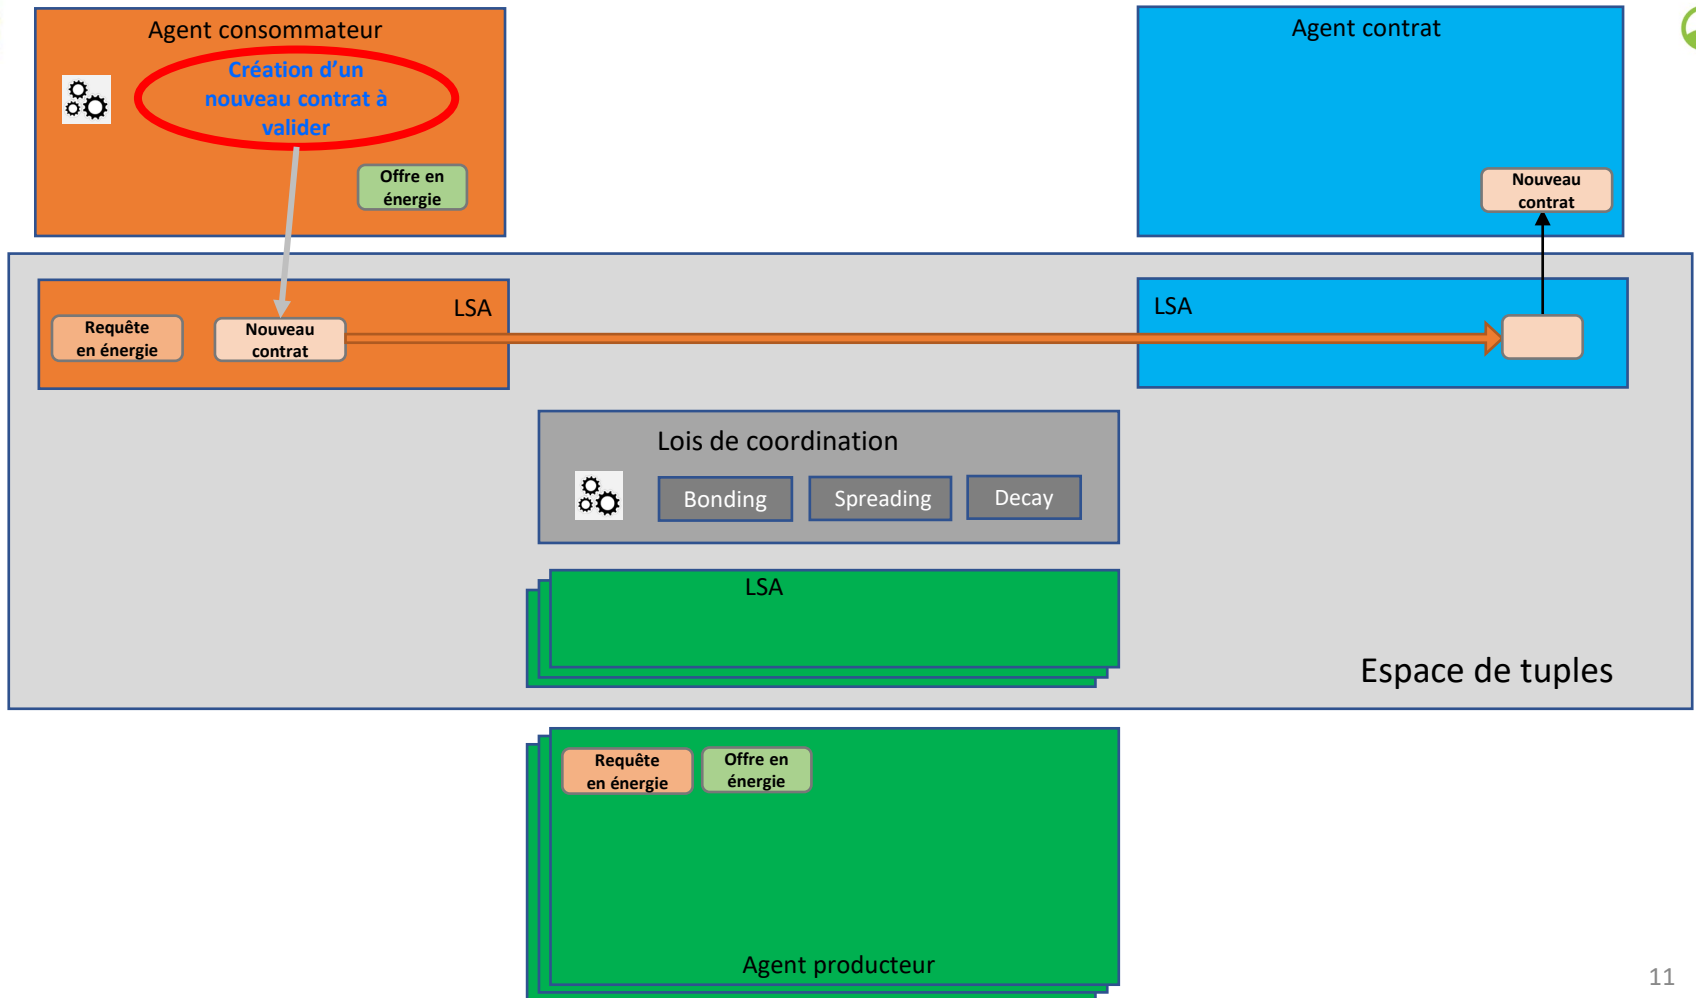 Agent consommateur
Création d’un
nouveau contrat à
valider
Offre en
énergie
Agent contrat
Nouveau
contrat
LSA
Requête
en énergie
Nouveau
contrat
LSA
Lois de coordination
Bonding
Spreading
Decay
LSA
Espace de tuples
Requête
en énergie
Offre en
énergie
Agent producteur
11